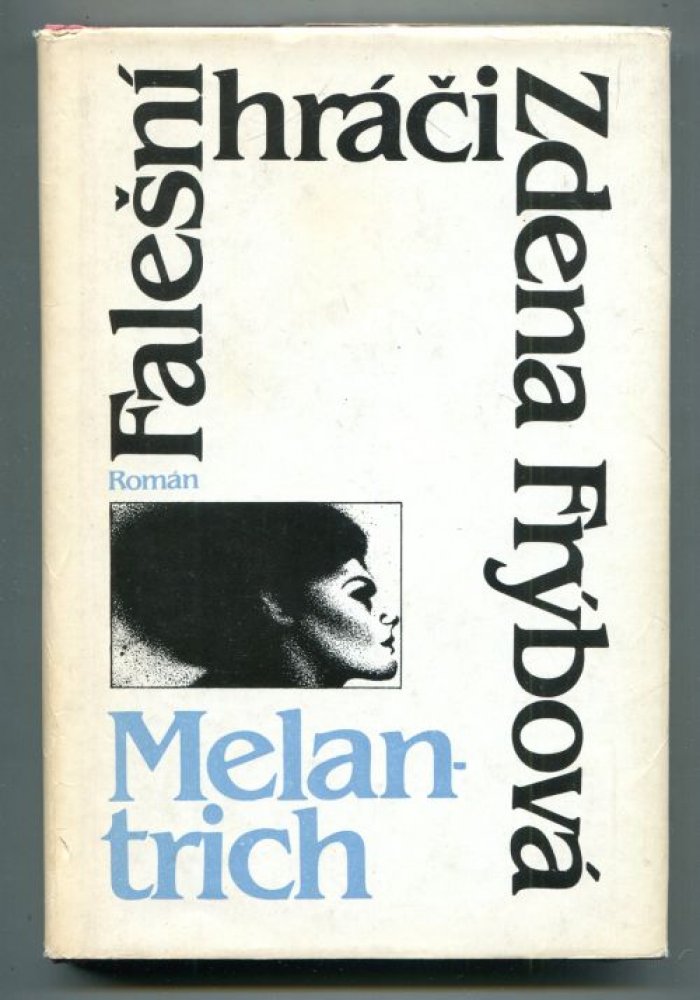 Falešní
hráči
Zdena Frýbová
Román
Melan-
trich